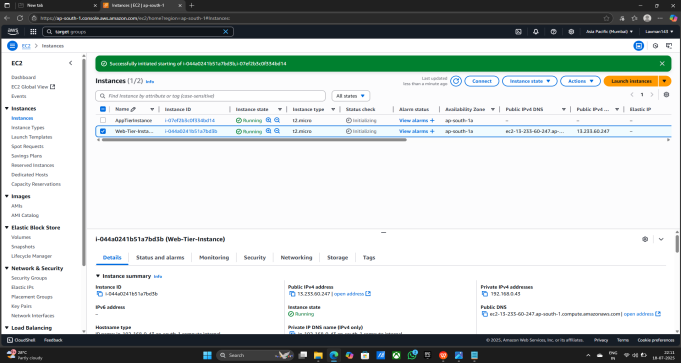 New tab
Instances | EC2 | ap-south-1
https://ap-south-1.console.aws.amazon.com/ec2/home?region=ap-south-1#Instances:
aws
target groups
Asia Pacific (Mumbai)
EC2 > Instances
EC2
Dashboard
EC2 Global View
Events
Instances
Instances
Instance Types
Launch Templates
Spot Requests
Savings Plans
Reserved Instances
Dedicated Hosts
Capacity Reservations
Images
AMIs
AMI Catalog
Elastic Block Store
Volumes
Snapshots
Lifecycle Manager
Network & Security
Security Groups
Elastic IPs
Placement Groups
Key Pairs
Network Interfaces
Load Balancing
Successfully initiated starting of i-044a0241b51a7bd3b,i-07ef2b3c0f334bd14
Instances (1/2) Info
Last updated
less than a minute ago
Connect
Instance state
Actions
Launch instances
Find Instance by attribute or tag (case-sensitive)
All states
1
Name Instance ID Instance state Instance type Status check Alarm status Availability Zone Public IPv4 DNS Public IPv4 ... Elastic IP
AppTierInstance i-07ef2b3c0f334bd14 Running t2.micro Initializing View alarms + ap-south-1a – – –
Web-Tier-Insta... i-044a0241b51a7bd3b Running t2.micro Initializing View alarms + ap-south-1a ec2-13-233-60-247.ap-... 13.233.60.247 –
i-044a0241b51a7bd3b (Web-Tier-Instance)
Details Status and alarms Monitoring Security Networking Storage Tags
Instance summary Info
Instance ID
i-044a0241b51a7bd3b
Public IPv4 address
13.233.60.247 | open address
Private IPv4 addresses
192.168.0.43
IPv6 address
–
Instance state
Running
Public DNS
ec2-13-233-60-247.ap-south-1.compute.amazonaws.com | open address
Hostname type
Private IP DNS name (IPv4 only)
CloudShell Feedback
© 2025, Amazon Web Services, Inc. or its affiliates. Privacy Terms Cookie preferences
Partly cloudy
Search
ENG
IN
22:11